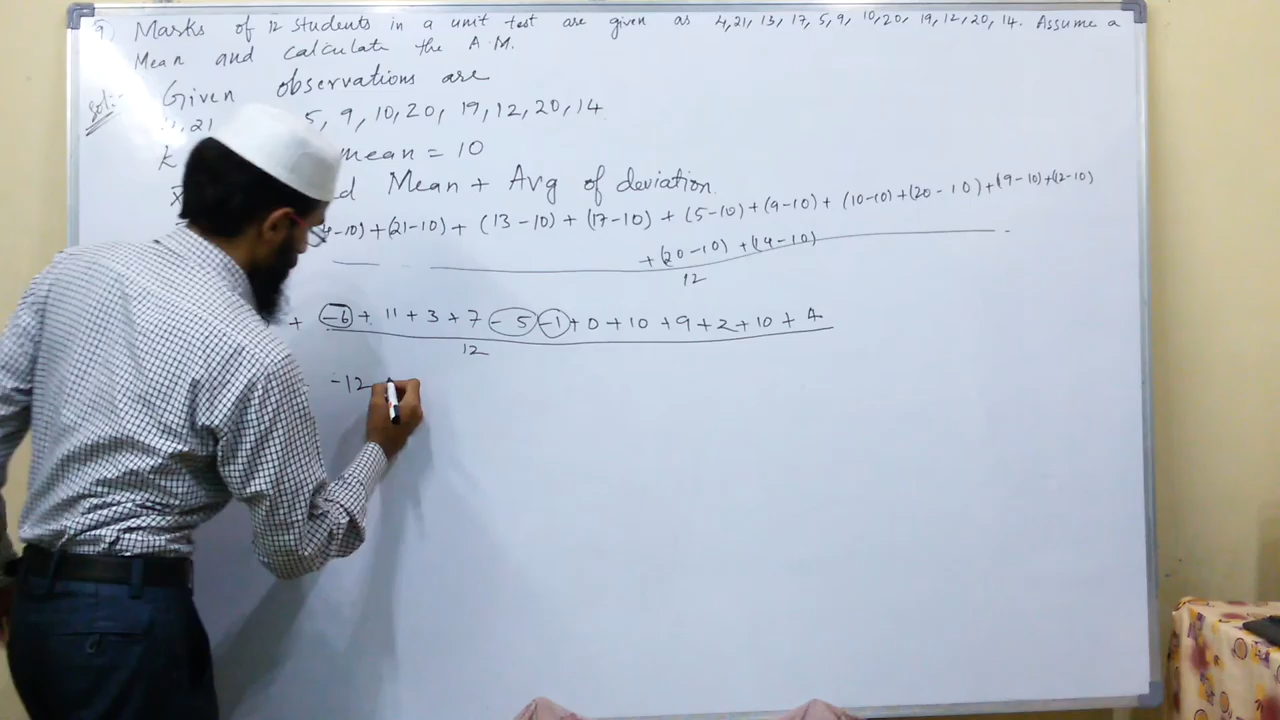 9) Marks of 12 students in a unit test are given as 4,21, 13, 17, 5,9, 10,20, 19,12,20, 14. Assume a
Mean and calculate the A.M.
Sol:- Given observations are
4,21 5, 9, 10,20, 19,12,20,14
mean = 10
Mean + Avg of deviation.
-10) +(21-10) + (13-10) + (17-10) + (5-10)+(9-10)+ (10-10)+(20-10)+(9-10)+(12-10)
+(20-10) +(14-10)
12
+ -6 + 11 + 3 + 7 - 5 -1 + 0 + 10 + 9 + 2 + 10 + 4
12
-12